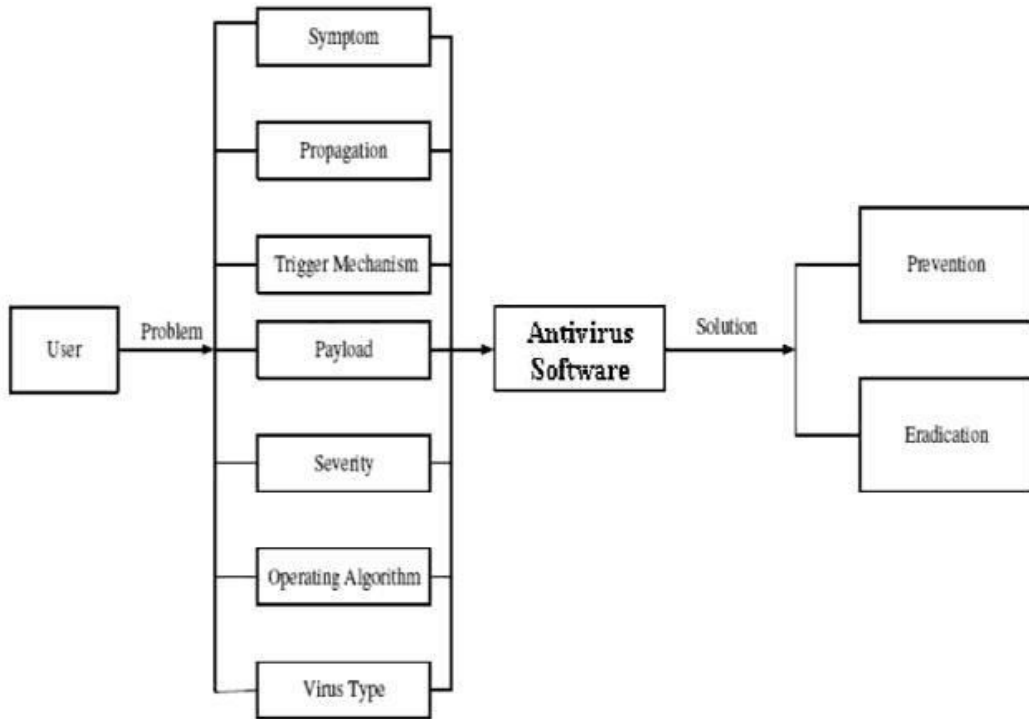 Symptom
Propagation
Trigger Mechanism
User
Problem
Payload
Severity
Operating Algorithm
Virus Type
Antivirus
Software
Solution
Prevention
Eradication